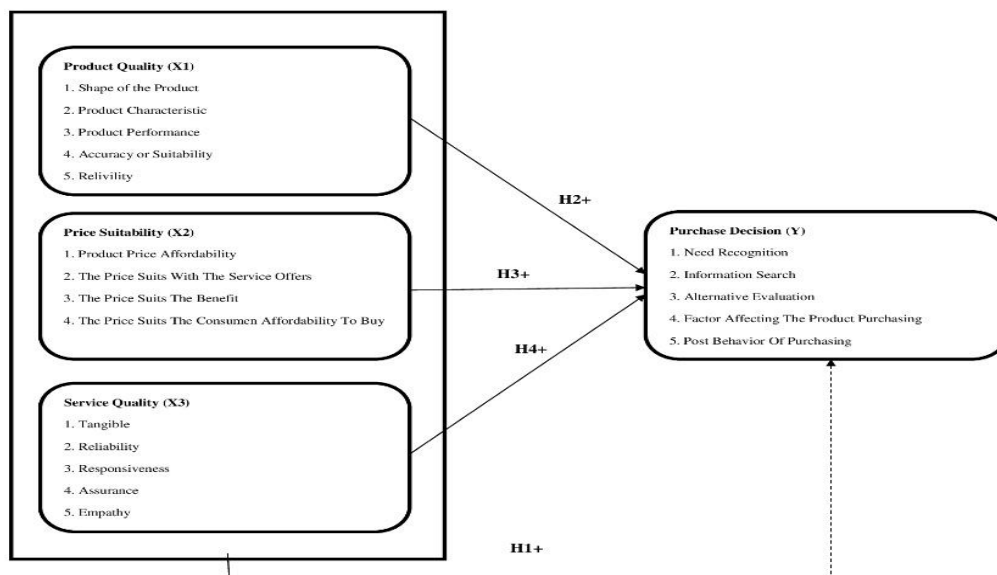 Product Quality (X1)
1. Shape of the Product
2. Product Characteristic
3. Product Performance
4. Accuracy or Suitability
5. Relivility
H2+
Price Suitability (X2)
1. Product Price Affordability
2. The Price Suits With The Service Offers
3. The Price Suits The Benefit
4. The Price Suits The Consumen Affordability To Buy
H3+
Purchase Decision (Y)
1. Need Recognition
2. Information Search
3. Alternative Evaluation
4. Factor Affecting The Product Purchasing
5. Post Behavior Of Purchasing
H4+
Service Quality (X3)
1. Tangible
2. Reliability
3. Responsiveness
4. Assurance
5. Empathy
H1+